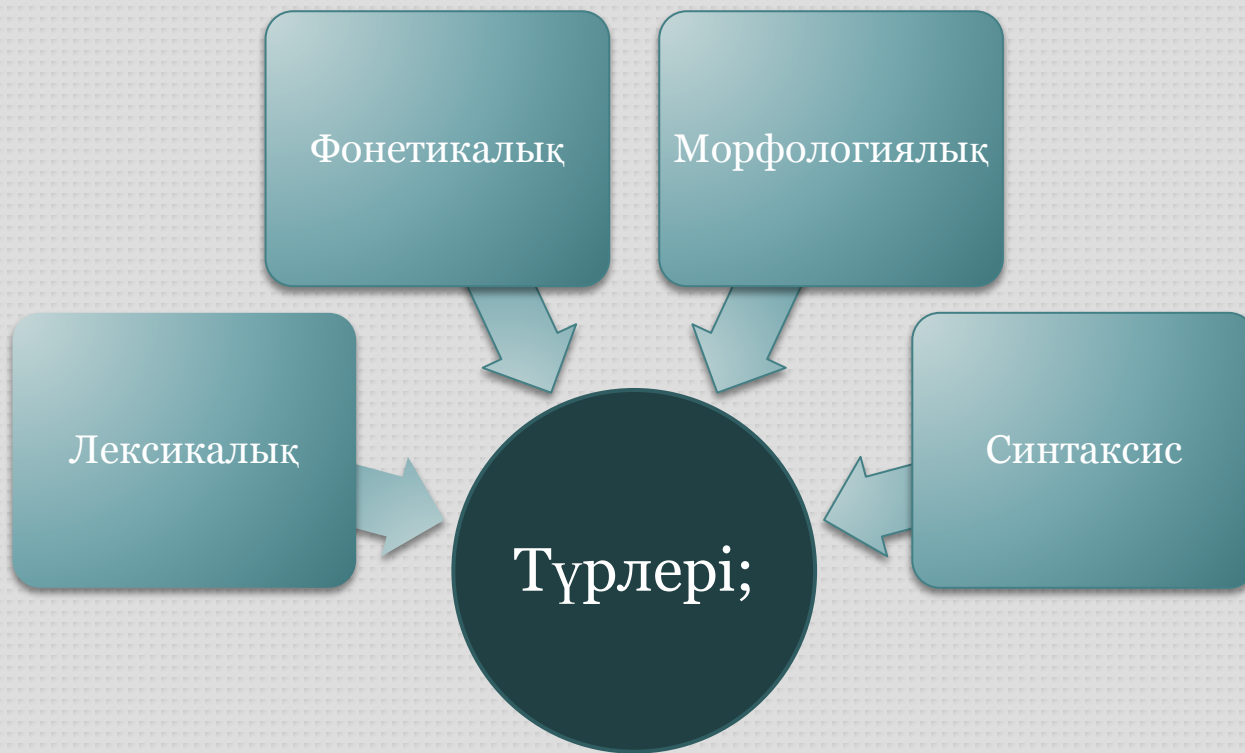 Фонетикалық
Морфологиялық
Лексикалық
Синтаксис
Түрлері;